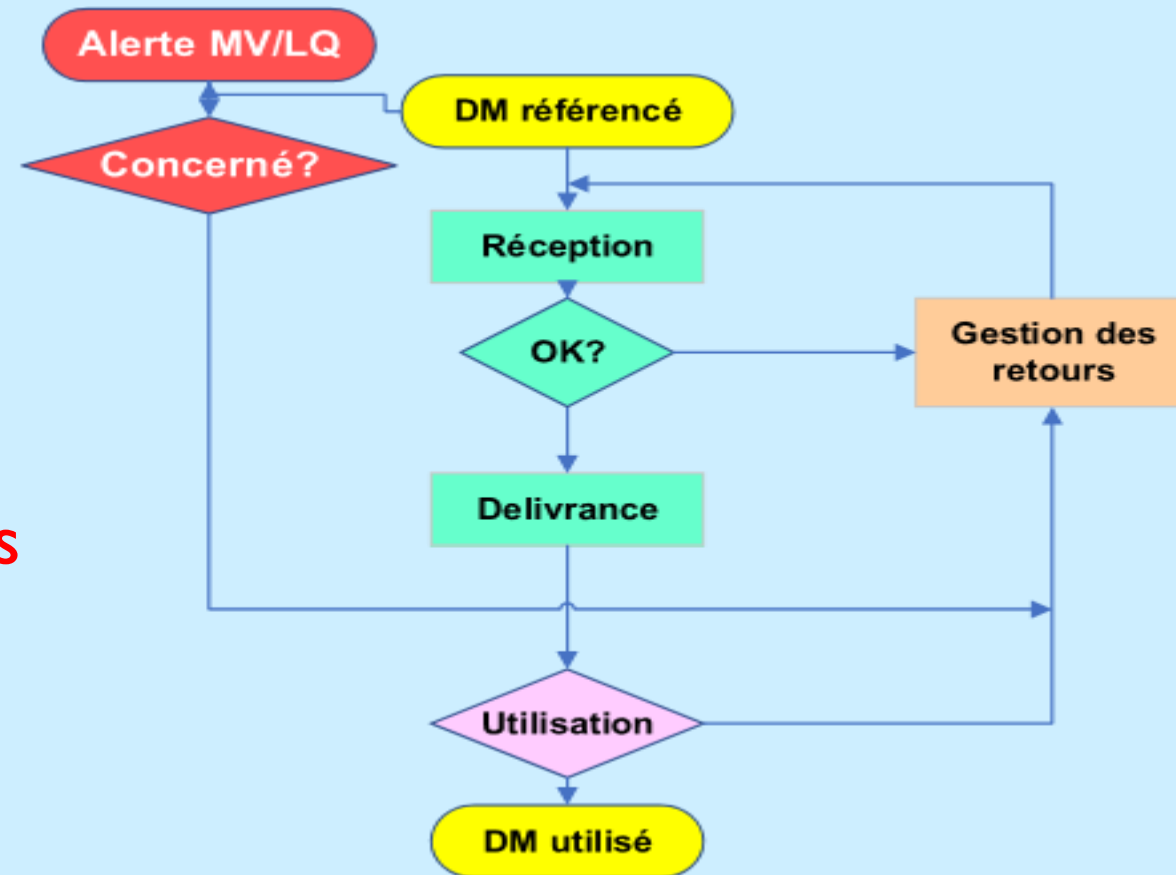 Alerte MV/LQ
DM référencé
Concerné?
Réception
OK?
Gestion des
retours
Delivrance
s
Utilisation
DM utilisé